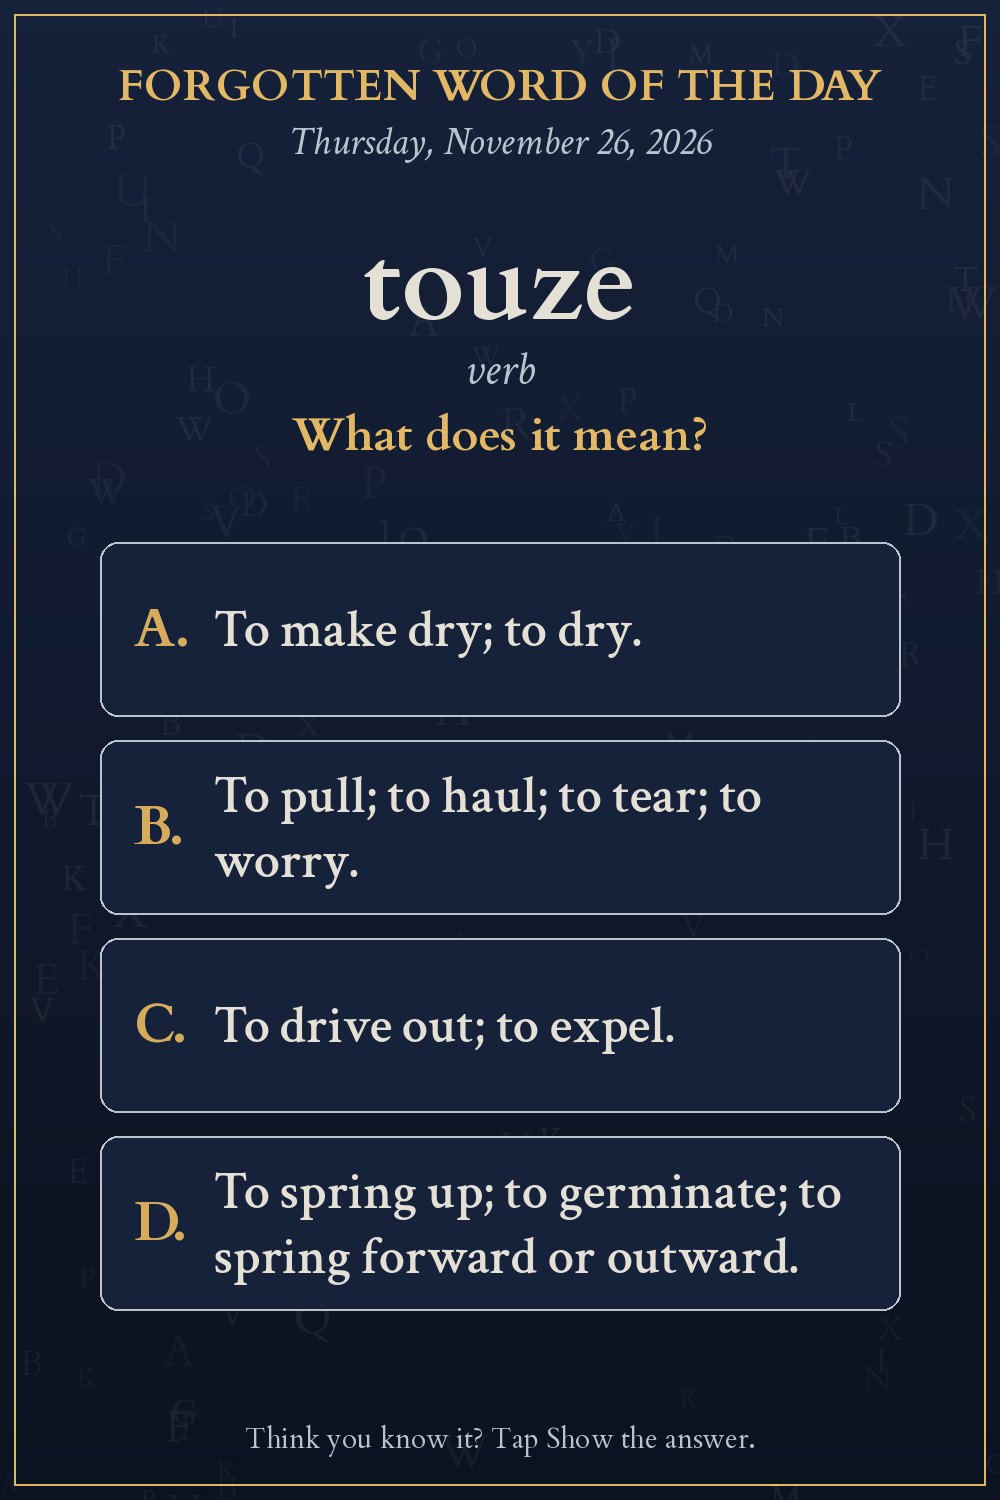 FORGOTTEN WORD OF THE DAY
Thursday, November 26, 2026
touze
verb
What does it mean?
A. To make dry; to dry.
B. To pull; to haul; to tear; to
worry.
C. To drive out; to expel.
D. To spring up; to germinate; to
spring forward or outward.
Think you know it? Tap Show the answer.